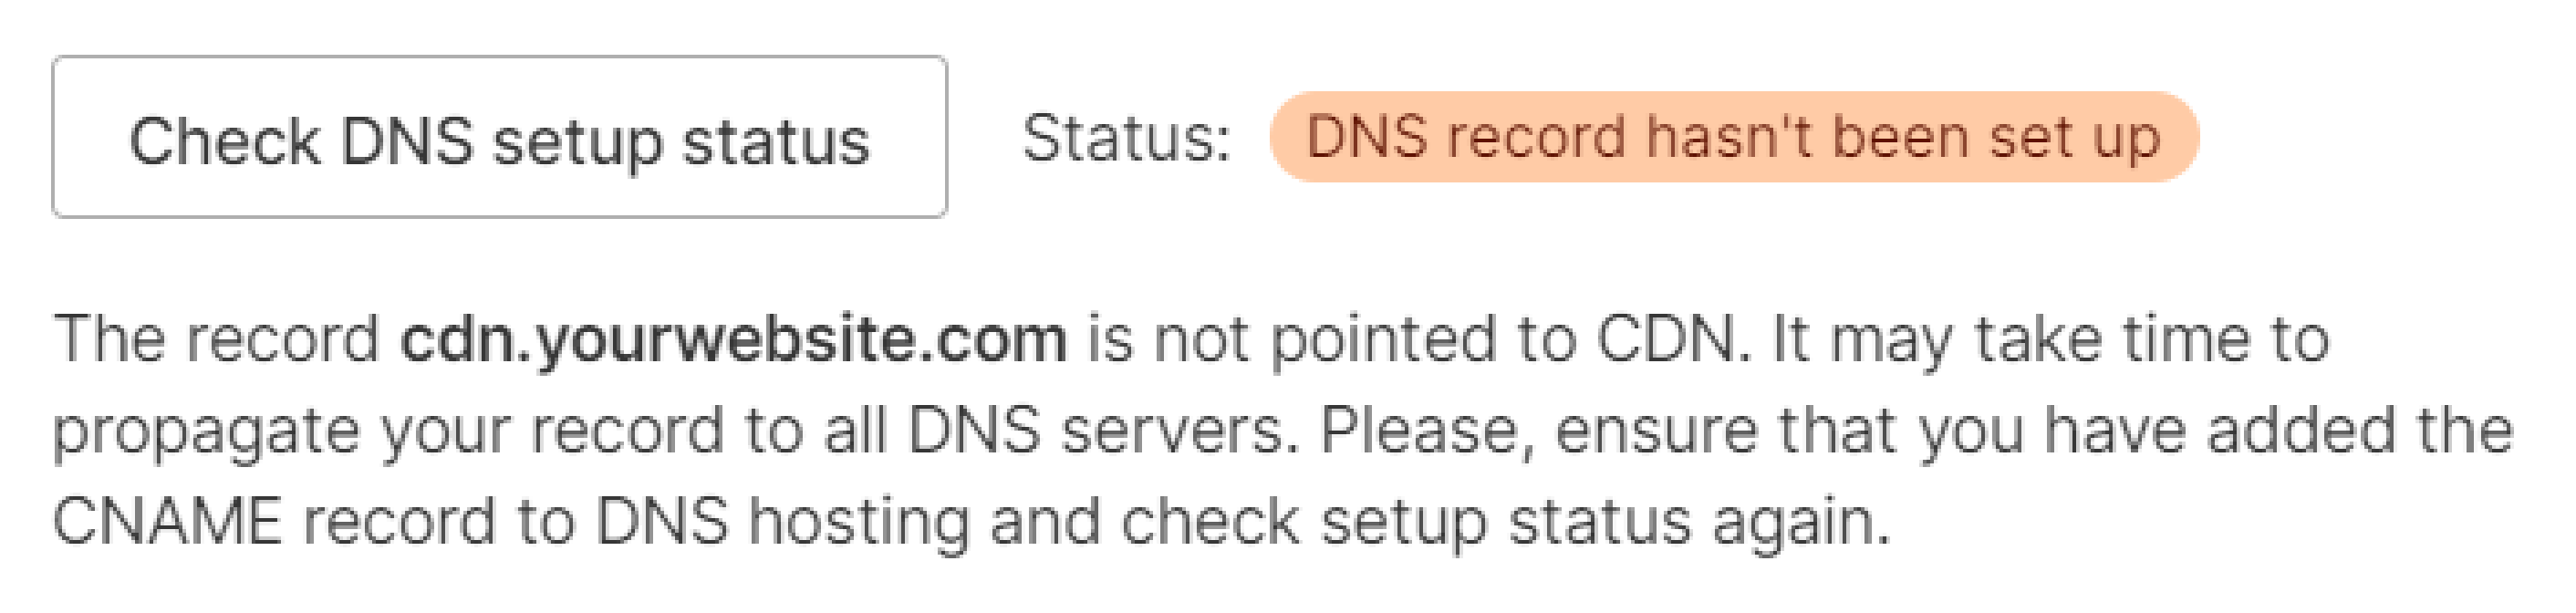 Check DNS setup status Status: DNS record hasn't been set up
The record cdn.yourwebsite.com is not pointed to CDN. It may take time to
propagate your record to all DNS servers. Please, ensure that you have added the
CNAME record to DNS hosting and check setup status again.